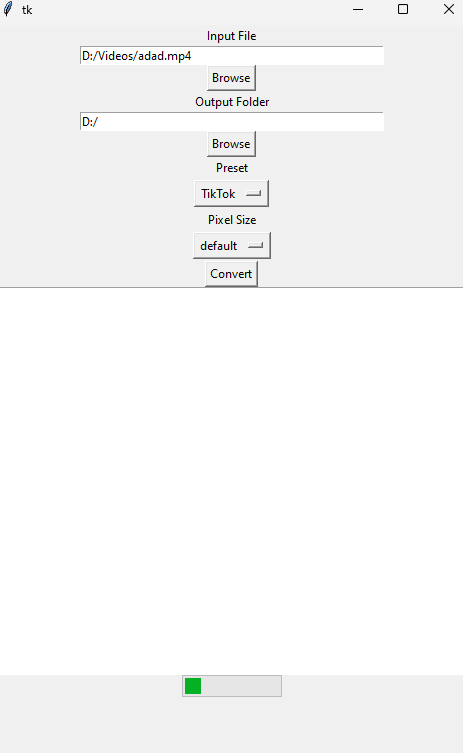 tk
Input File
D:/Videos/adad.mp4
Browse
Output Folder
D:/
Browse
Preset
TikTok
Pixel Size
default
Convert